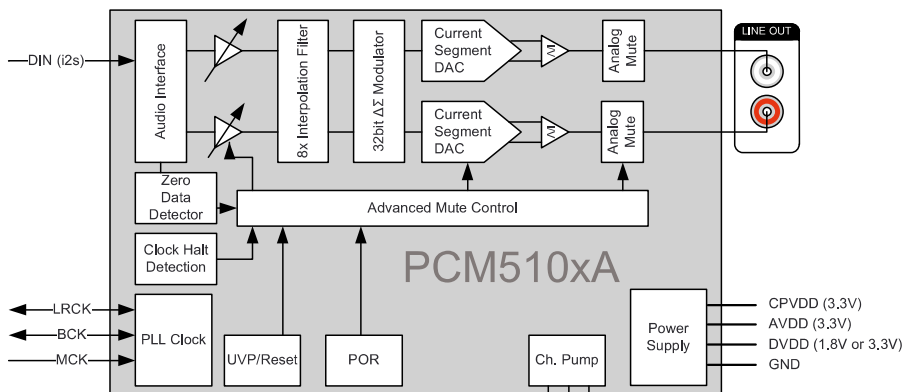 LINE OUT
DIN (i2s)
Audio Interface
8x Interpolation Filter
32bit ΔΣ Modulator
Current
Segment
DAC
Analog
Mute
Current
Segment
DAC
Analog
Mute
Zero
Data
Detector
Advanced Mute Control
Clock Halt
Detection
PCM510xA
LRCK
BCK
MCK
PLL Clock
UVP/Reset
POR
Ch. Pump
Power
Supply
CPVDD (3.3V)
AVDD (3.3V)
DVDD (1.8V or 3.3V)
GND